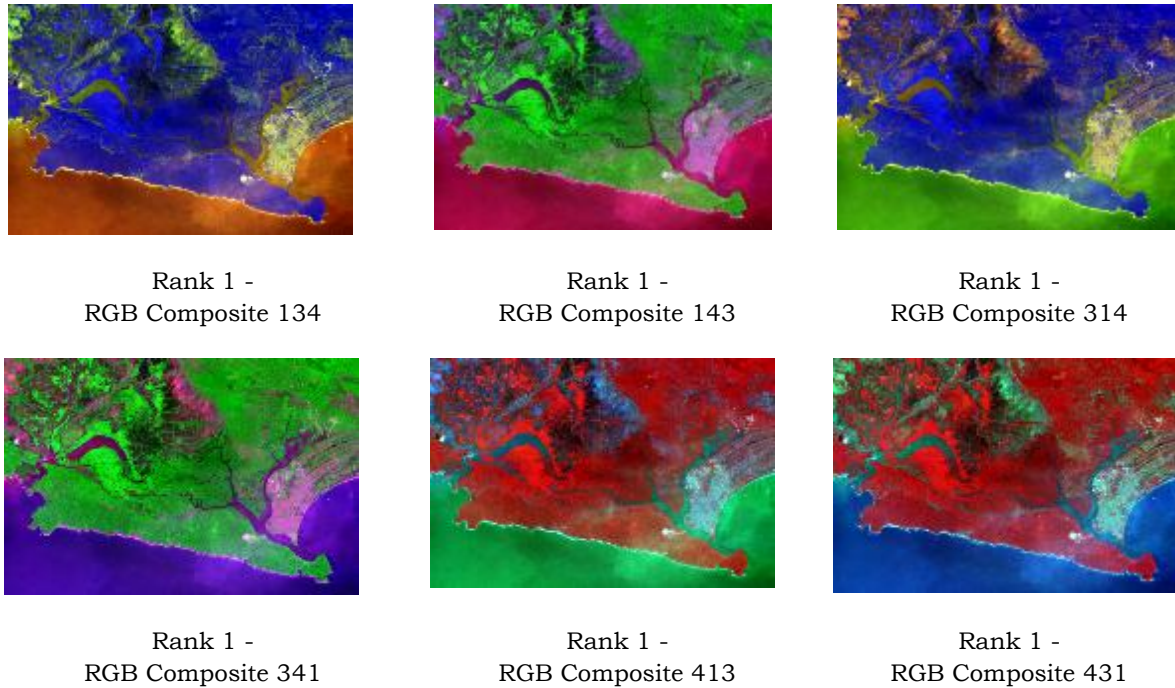 Rank 1 -
RGB Composite 134
Rank 1 -
RGB Composite 143
Rank 1 -
RGB Composite 314
Rank 1 -
RGB Composite 341
Rank 1 -
RGB Composite 413
Rank 1 -
RGB Composite 431